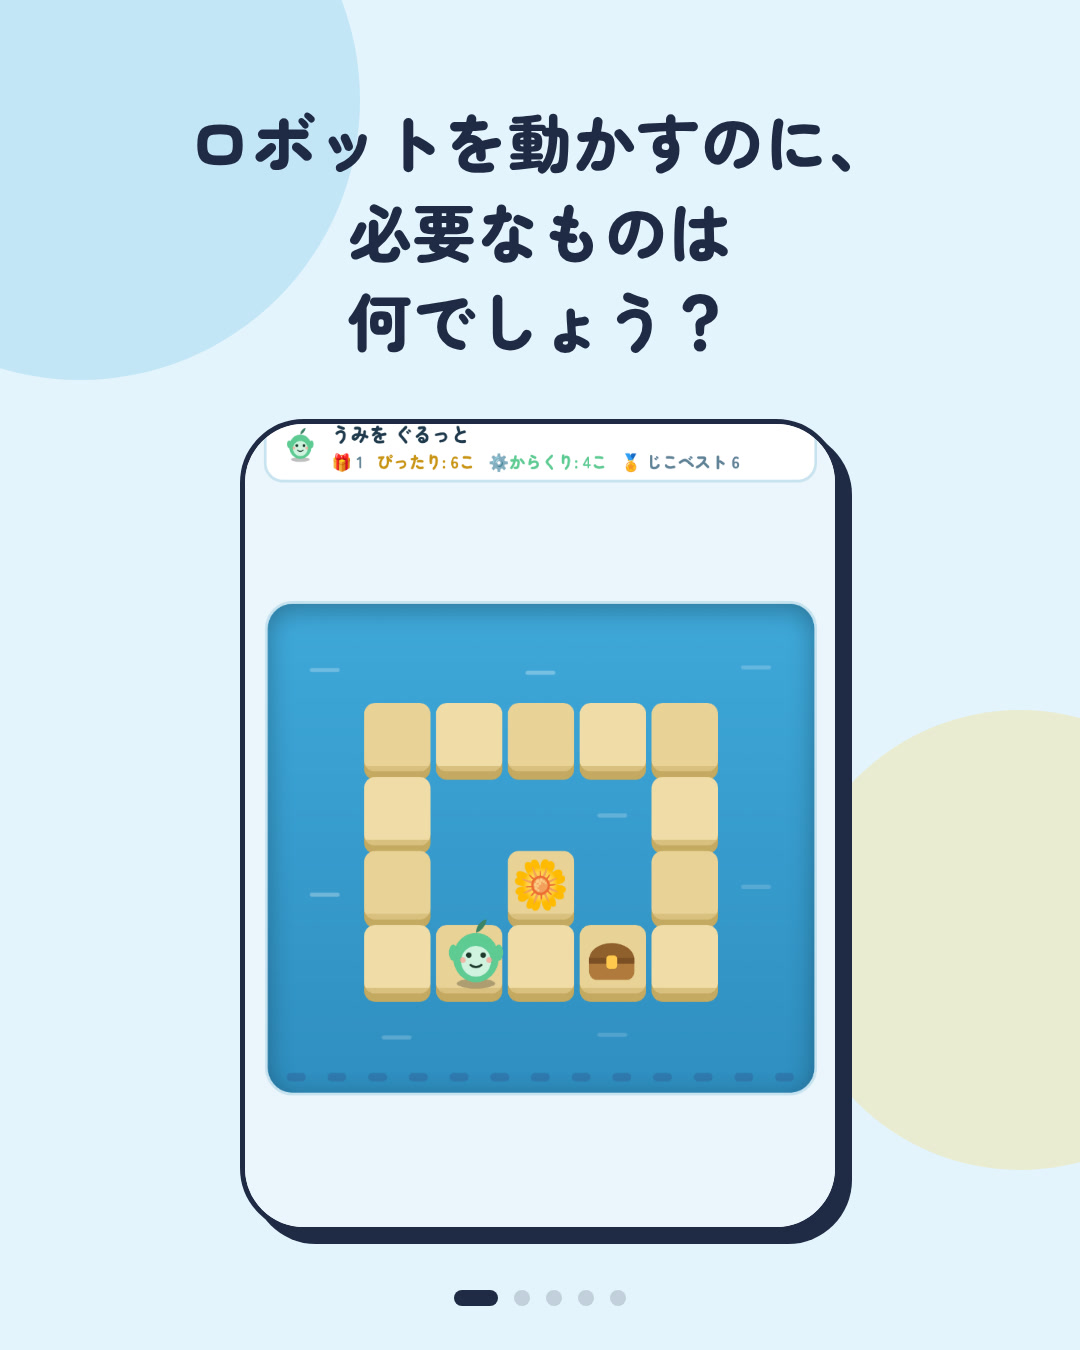 ロボットを動かすのに、
必要なものは
何でしょう？
うみを ぐるっと
🎁 1 ぴったり: 6こ ⚙️からくり: 4こ 🏅 じこベスト 6